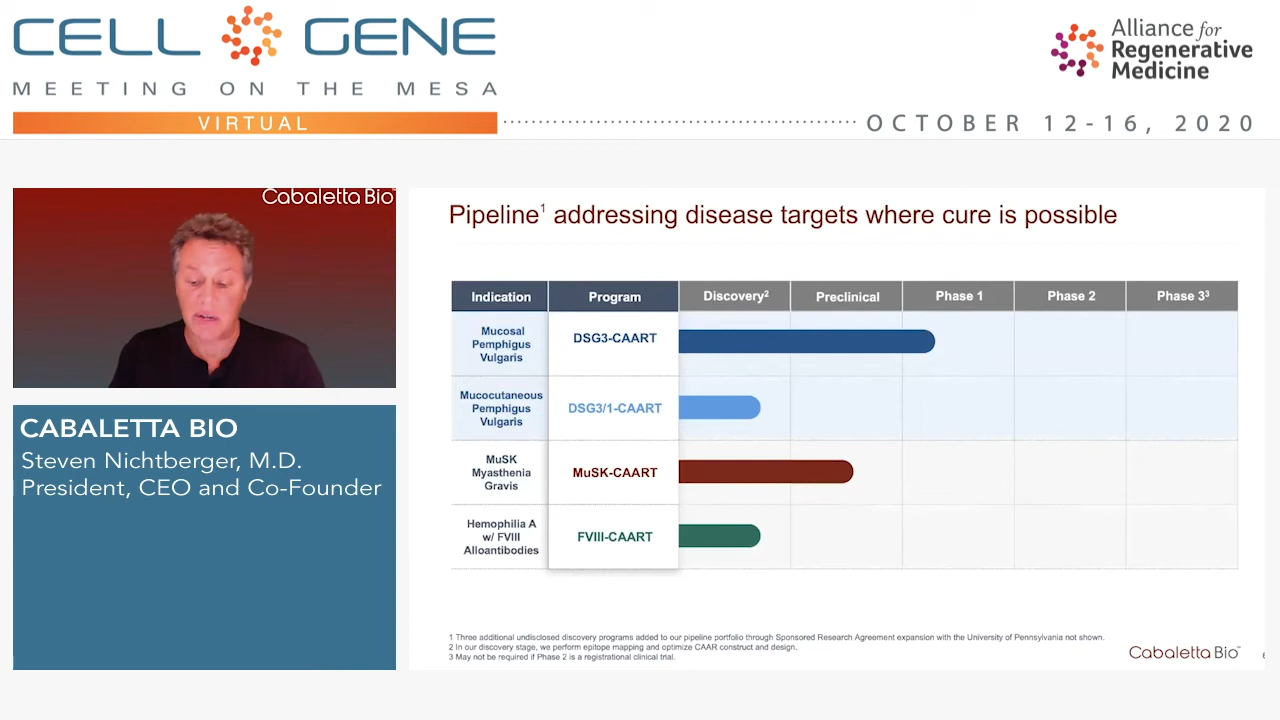 CELL GENE
MEETING ON THE MESA
VIRTUAL
Alliance for
Regenerative
Medicine
OCTOBER 12-16, 2020
Cabaletta Bio
CABALETTA BIO
Steven Nichtberger, M.D.
President, CEO and Co-Founder
Pipeline¹ addressing disease targets where cure is possible
Indication Program Discovery² Preclinical Phase 1 Phase 2 Phase 3³
Mucosal
Pemphigus
Vulgaris
DSG3-CAART
Mucocutaneous
Pemphigus
Vulgaris
DSG3/1-CAART
MuSK
Myasthenia
Gravis
MuSK-CAART
Hemophilia A
w/ FVIII
Alloantibodies
FVIII-CAART
1 Three additional undisclosed discovery programs added to our pipeline portfolio through Sponsored Research Agreement expansion with the University of Pennsylvania not shown.
2 In our discovery stage, we perform epitope mapping and optimize CAAR construct and design.
3 May not be required if Phase 2 is a registrational clinical trial.
Cabaletta Bio™